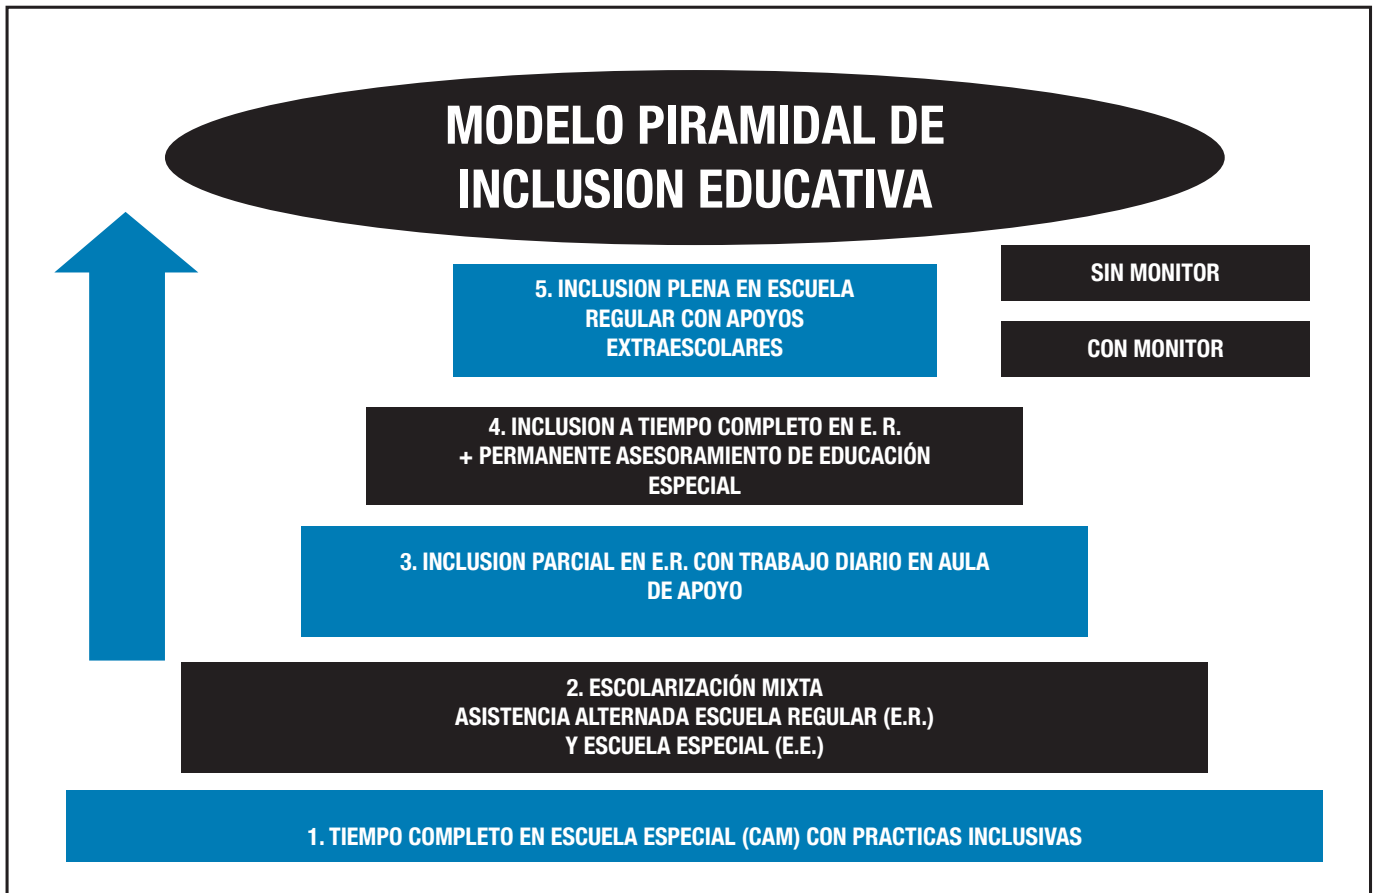 MODELO PIRAMIDAL DE
INCLUSION EDUCATIVA
5. INCLUSION PLENA EN ESCUELA
REGULAR CON APOYOS
EXTRAESCOLARES
SIN MONITOR
CON MONITOR
4. INCLUSION A TIEMPO COMPLETO EN E. R.
+ PERMANENTE ASESORAMIENTO DE EDUCACIÓN
ESPECIAL
3. INCLUSION PARCIAL EN E.R. CON TRABAJO DIARIO EN AULA
DE APOYO
2. ESCOLARIZACIÓN MIXTA
ASISTENCIA ALTERNADA ESCUELA REGULAR (E.R.)
Y ESCUELA ESPECIAL (E.E.)
1. TIEMPO COMPLETO EN ESCUELA ESPECIAL (CAM) CON PRACTICAS INCLUSIVAS